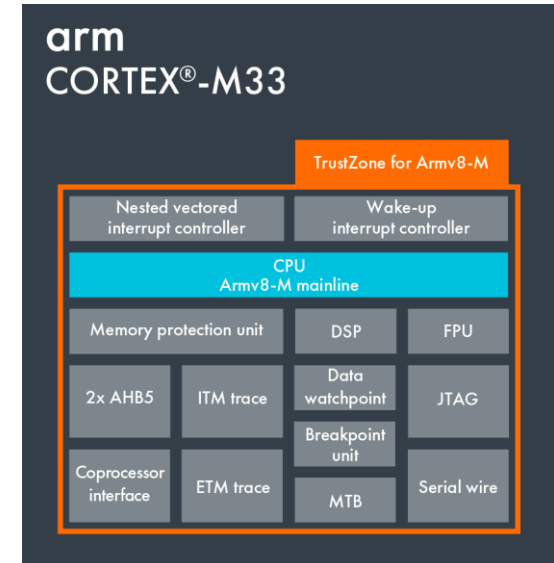 arm
CORTEX®-M33
TrustZone for Armv8-M
Nested vectored
interrupt controller
Wake-up
interrupt controller
CPU
Armv8-M mainline
Memory protection unit
DSP
FPU
2x AHB5
ITM trace
Data
watchpoint
JTAG
Breakpoint
unit
Coprocessor
interface
ETM trace
MTB
Serial wire